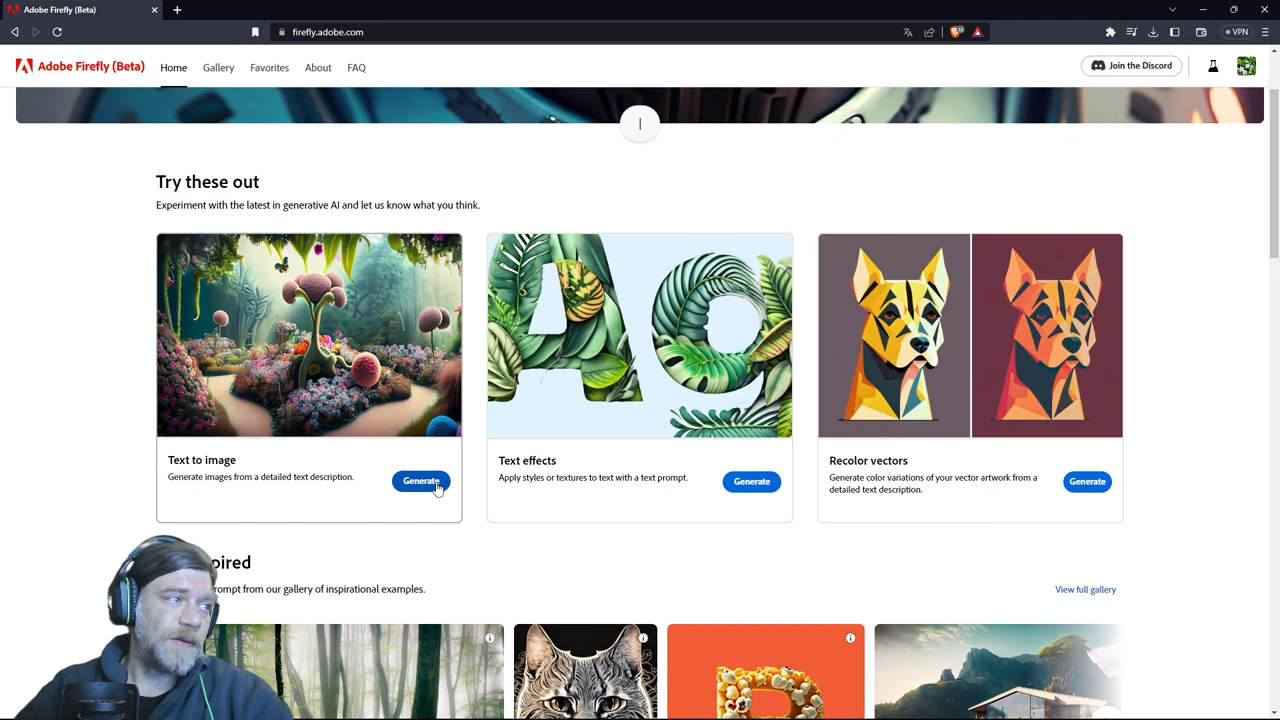 Adobe Firefly (Beta)
firefly.adobe.com
VPN
Adobe Firefly (Beta)
Home
Gallery
Favorites
About
FAQ
Join the Discord
Try these out
Experiment with the latest in generative AI and let us know what you think.
Ag
Text to image
Generate images from a detailed text description.
Generate
Text effects
Apply styles or textures to text with a text prompt.
Generate
Recolor vectors
Generate color variations of your vector artwork from a
detailed text description.
Generate
pired
rompt from our gallery of inspirational examples.
View full gallery